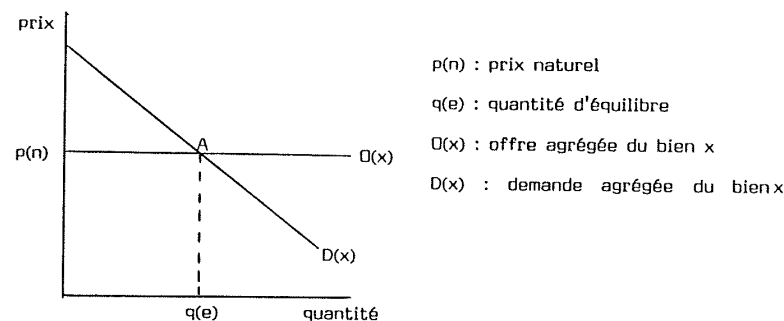 prix
p(n)
A
O(x)
D(x)
q(e)
quantité
p(n) : prix naturel
q(e) : quantité d'équilibre
O(x) : offre agrégée du bien x
D(x) : demande agrégée du bien x